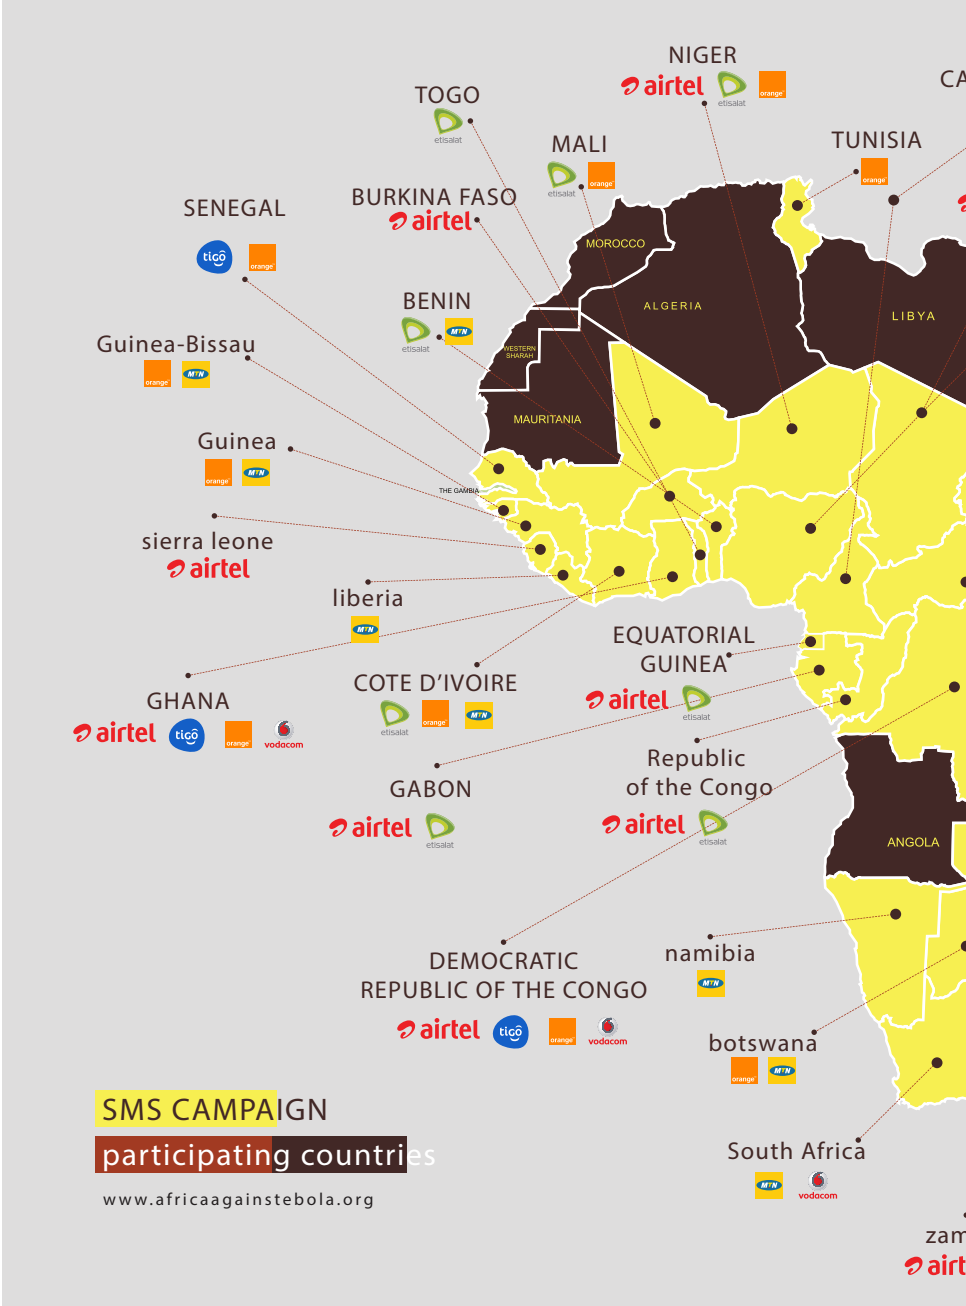 NIGER
airtel
etisalat
orange
CA
TOGO
etisalat
MALI
etisalat
orange
TUNISIA
orange
BURKINA FASO
airtel
SENEGAL
tigo
orange
MOROCCO
ALGERIA
LIBYA
BENIN
etisalat
MTN
WESTERN
SHARAH
Guinea-Bissau
orange
MTN
MAURITANIA
Guinea
orange
MTN
THE GAMBIA
sierra leone
airtel
liberia
MTN
EQUATORIAL
GUINEA
airtel
etisalat
GHANA
airtel
tigo
orange
vodacom
COTE D'IVOIRE
etisalat
orange
MTN
Republic
of the Congo
airtel
etisalat
GABON
airtel
etisalat
ANGOLA
DEMOCRATIC
REPUBLIC OF THE CONGO
airtel
tigo
orange
vodacom
namibia
MTN
botswana
orange
MTN
SMS CAMPAIGN
participating countries
www.africaagainstebola.org
South Africa
MTN
vodacom
zam
airt